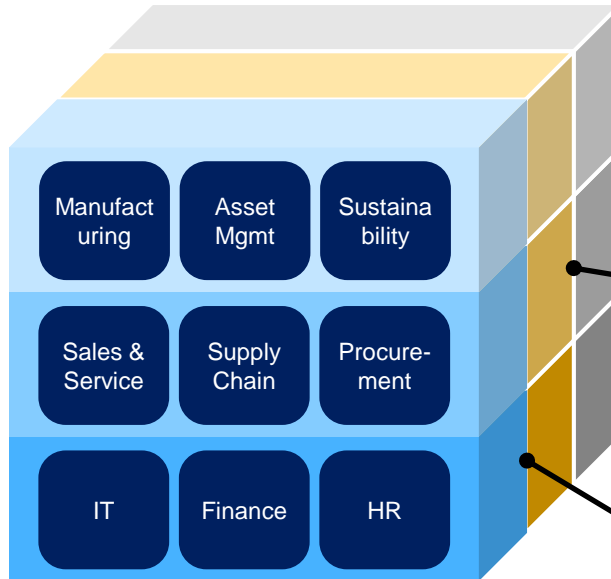 Manufact
uring
Asset
Mgmt
Sustaina
bility
Sales &
Service
Supply
Chain
Procure-
ment
IT
Finance
HR